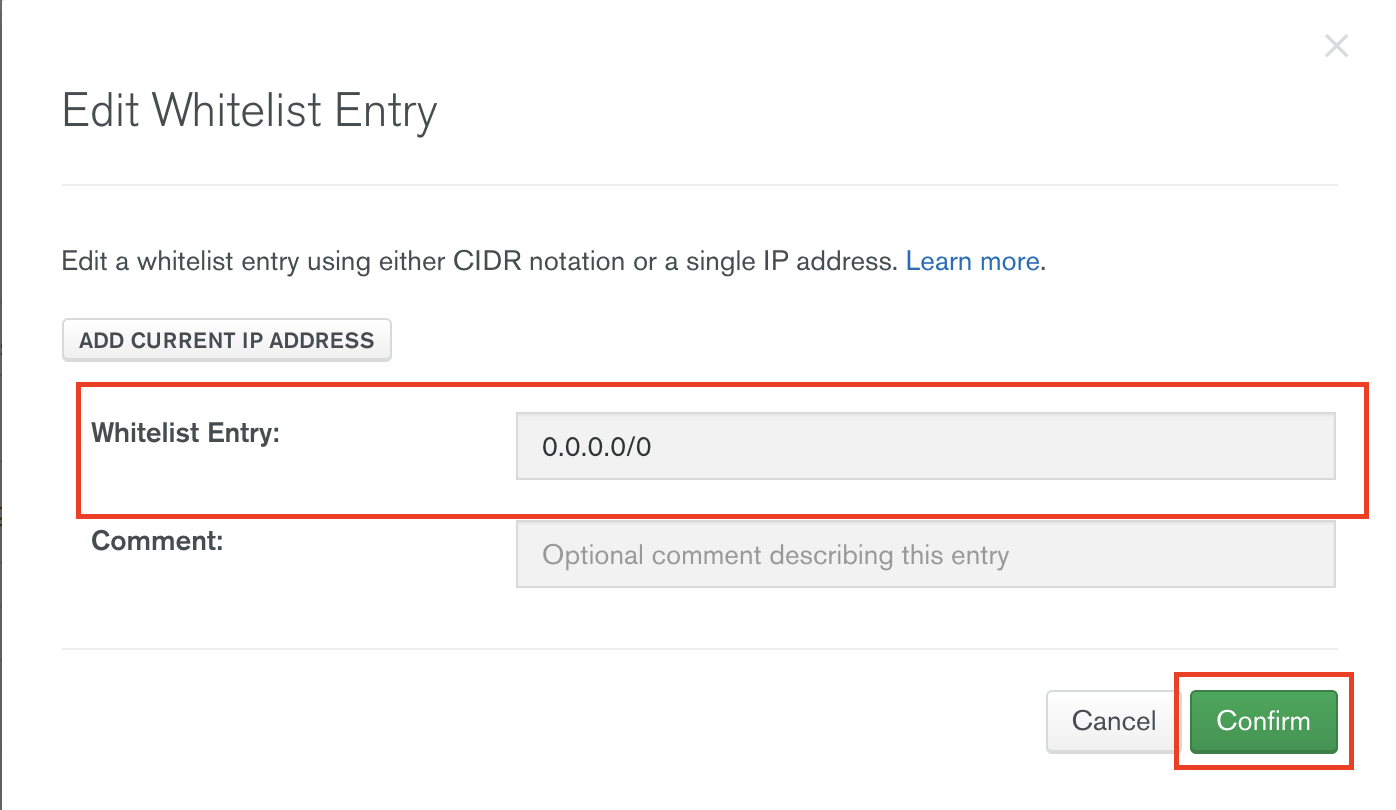 Edit Whitelist Entry
Edit a whitelist entry using either CIDR notation or a single IP address. Learn more.
ADD CURRENT IP ADDRESS
Whitelist Entry:
0.0.0.0/0
Comment:
Optional comment describing this entry
Cancel
Confirm